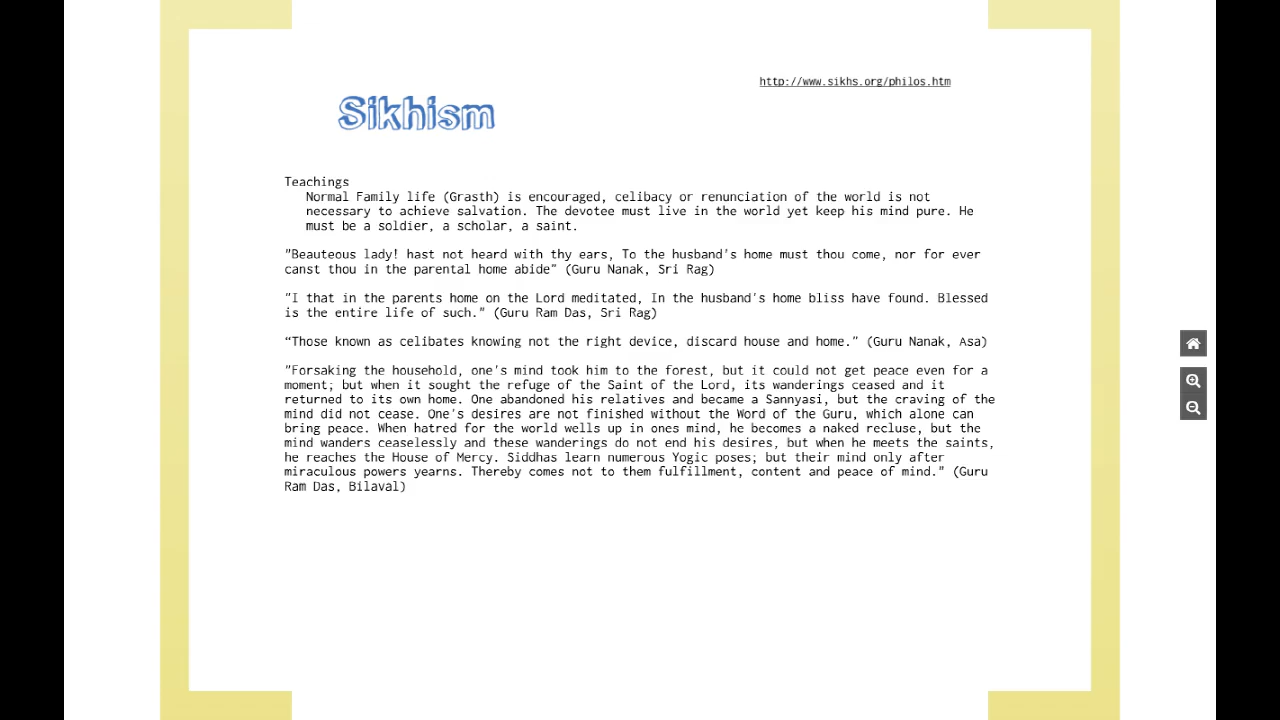 http://www.sikhs.org/philos.htm
Sikhism
Teachings
Normal Family life (Grasth) is encouraged, celibacy or renunciation of the world is not
necessary to achieve salvation. The devotee must live in the world yet keep his mind pure. He
must be a soldier, a scholar, a saint.
"Beauteous lady! hast not heard with thy ears, To the husband's home must thou come, nor for ever
canst thou in the parental home abide" (Guru Nanak, Sri Rag)
"I that in the parents home on the Lord meditated, In the husband's home bliss have found. Blessed
is the entire life of such." (Guru Ram Das, Sri Rag)
“Those known as celibates knowing not the right device, discard house and home." (Guru Nanak, Asa)
"Forsaking the household, one's mind took him to the forest, but it could not get peace even for a
moment; but when it sought the refuge of the Saint of the Lord, its wanderings ceased and it
returned to its own home. One abandoned his relatives and became a Sannyasi, but the craving of the
mind did not cease. One's desires are not finished without the Word of the Guru, which alone can
bring peace. When hatred for the world wells up in ones mind, he becomes a naked recluse, but the
mind wanders ceaselessly and these wanderings do not end his desires, but when he meets the saints,
he reaches the House of Mercy. Siddhas learn numerous Yogic poses; but their mind only after
miraculous powers yearns. Thereby comes not to them fulfillment, content and peace of mind." (Guru
Ram Das, Bilaval)